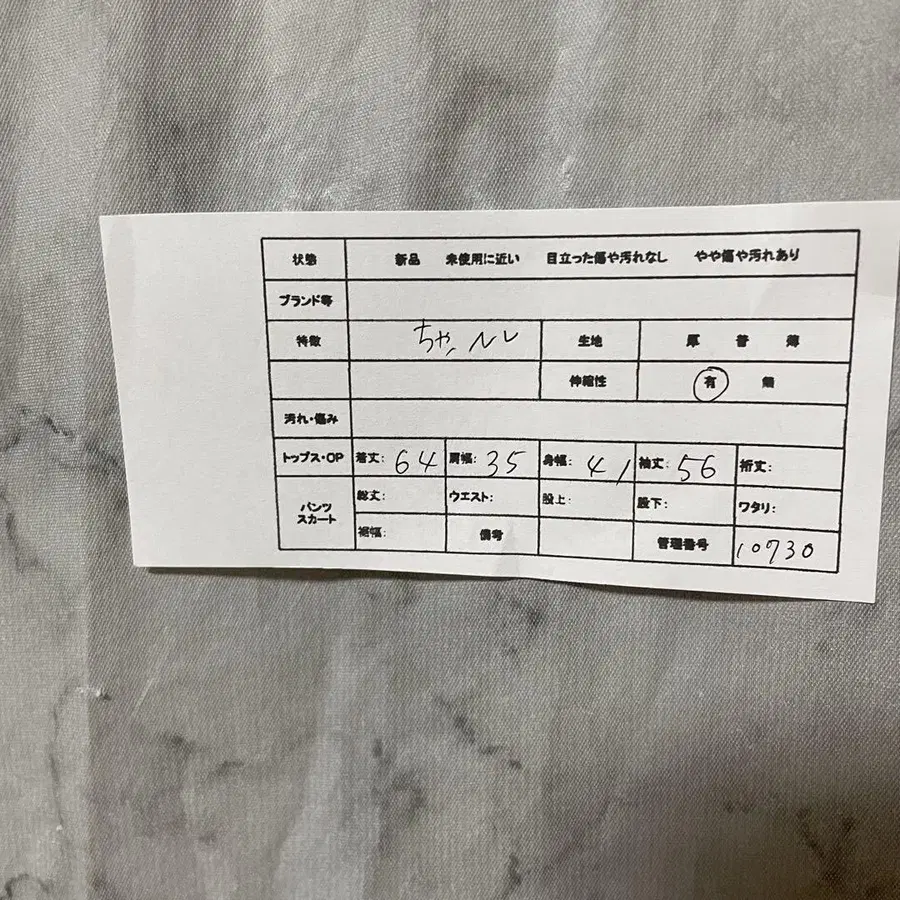 状態 新品 未使用に近い 目立った傷や汚れなし やや傷や汚れあり
ブランド等
特徴 生地 厚 普 薄
伸縮性 有 無
汚れ・傷み
トップス・OP 着丈: 64 肩幅: 35 身幅: 41 袖丈: 56 裄丈:
パンツ スカート 総丈: ウエスト: 股上: 股下: ワタリ:
裾幅: 備考 管理番号 10730